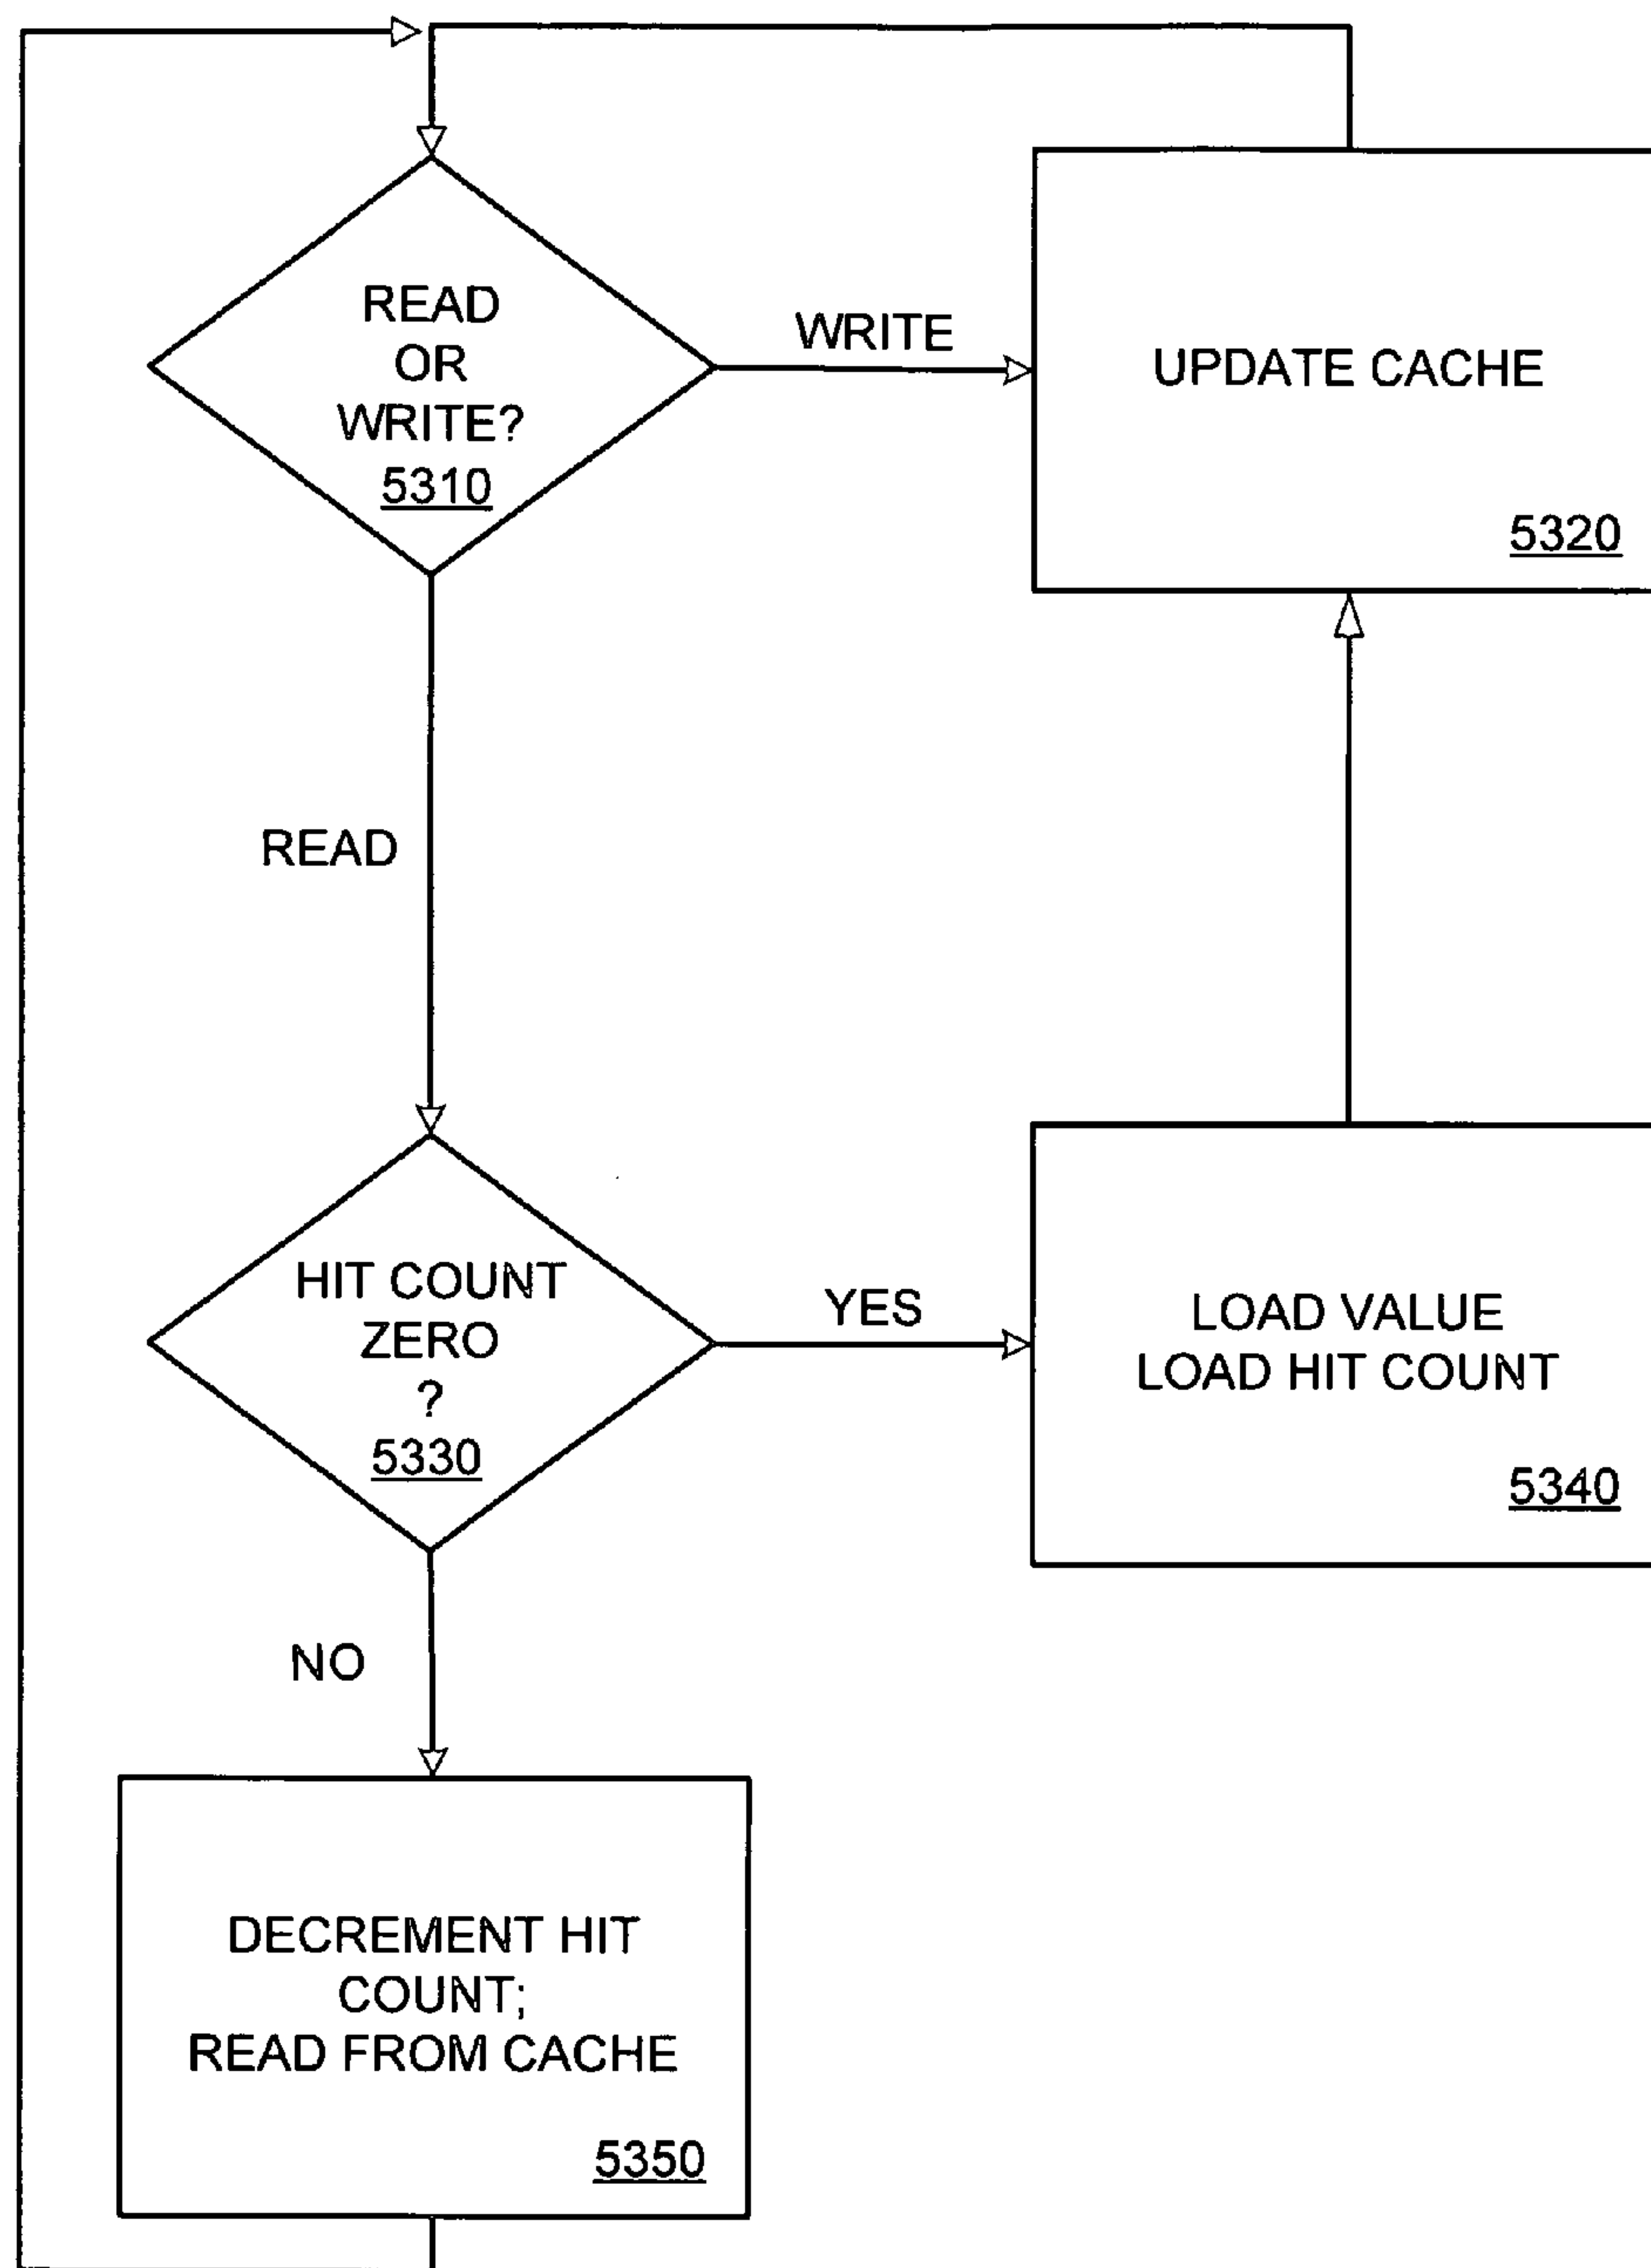 READ
OR
WRITE?
5310
WRITE
UPDATE CACHE
5320
READ
HIT COUNT
ZERO
?
5330
YES
LOAD VALUE
LOAD HIT COUNT
5340
NO
DECREMENT HIT
COUNT;
READ FROM CACHE
5350